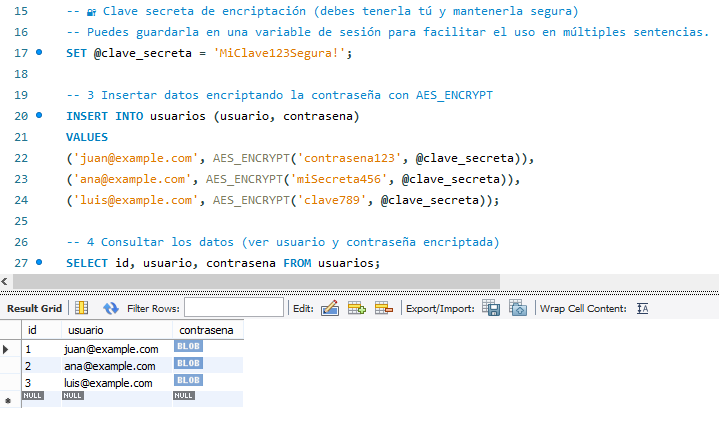 15 -- 🔐 Clave secreta de encriptación (debes tenerla tú y mantenerla segura)
16 -- Puedes guardarla en una variable de sesión para facilitar el uso en múltiples sentencias.
17 SET @clave_secreta = 'MiClave123Segura!';
18
19 -- 3 Insertar datos encriptando la contraseña con AES_ENCRYPT
20 INSERT INTO usuarios (usuario, contrasena)
21 VALUES
22 ('juan@example.com', AES_ENCRYPT('contrasena123', @clave_secreta)),
23 ('ana@example.com', AES_ENCRYPT('miSecreta456', @clave_secreta)),
24 ('luis@example.com', AES_ENCRYPT('clave789', @clave_secreta));
25
26 -- 4 Consultar los datos (ver usuario y contraseña encriptada)
27 SELECT id, usuario, contrasena FROM usuarios;
Result Grid Filter Rows: Edit: Export/Import: Wrap Cell Content: IA
id usuario contrasena
1 juan@example.com BLOB
2 ana@example.com BLOB
3 luis@example.com BLOB
NULL NULL NULL